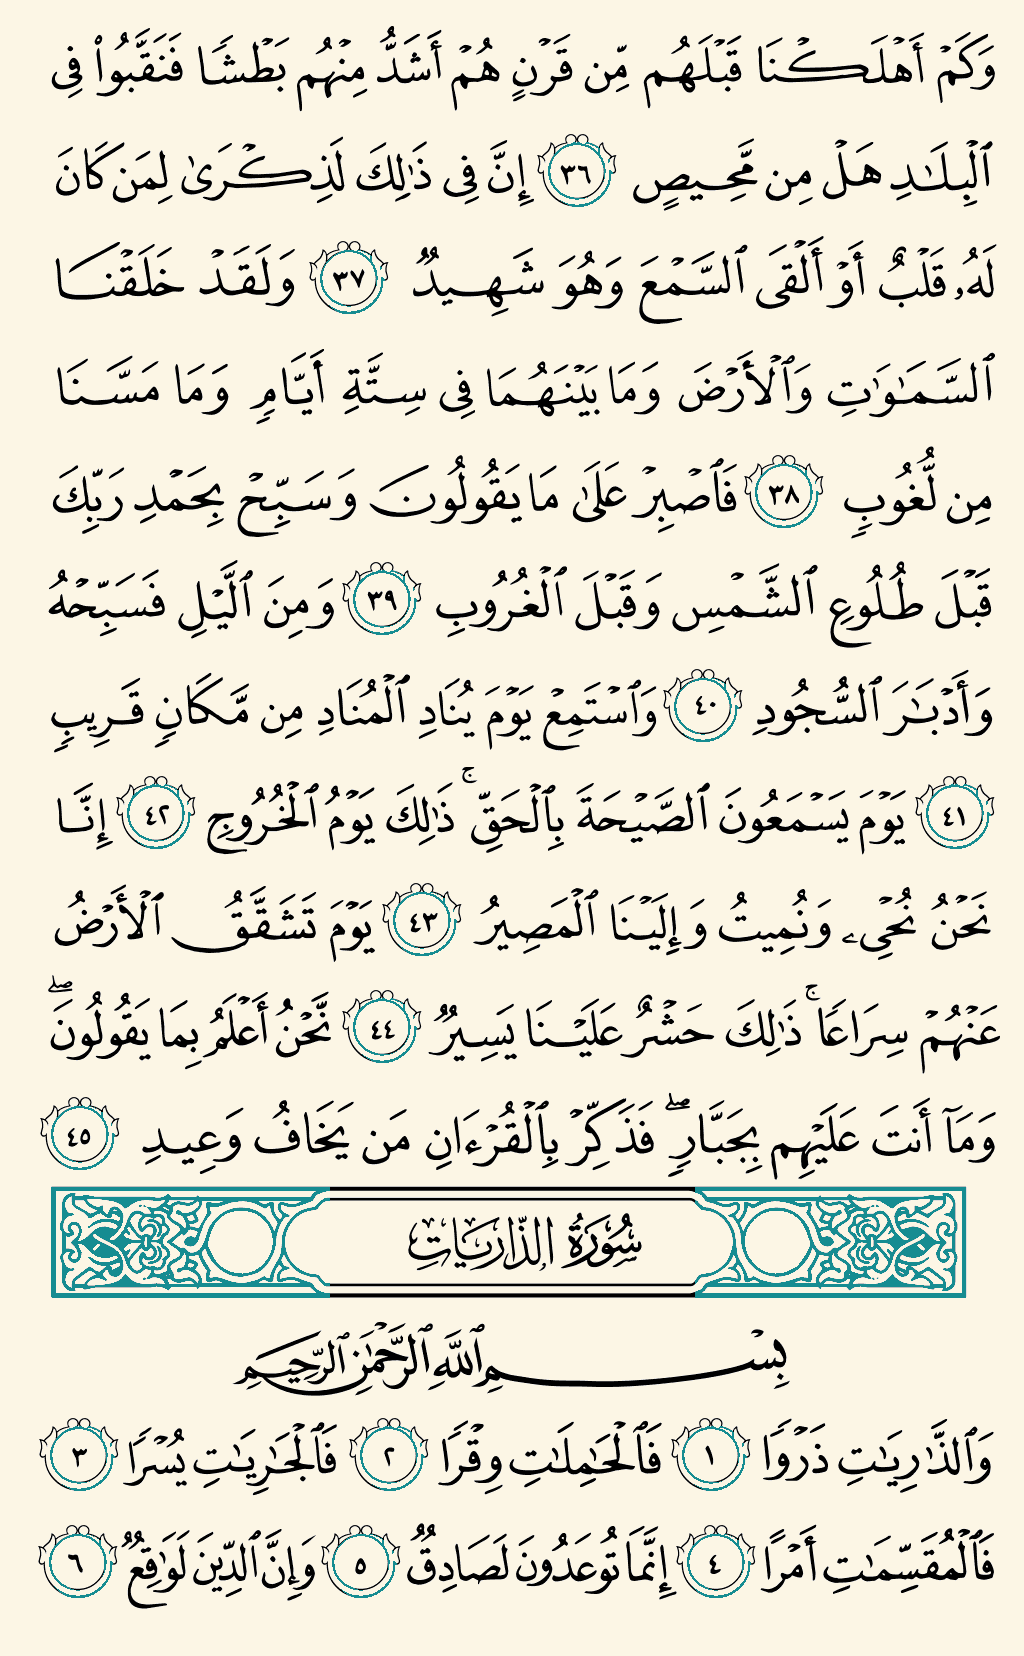 وَكَمْ أَهْلَكْنَا قَبْلَهُم مِّن قَرْنٍ هُمْ أَشَدُّ مِنْهُم بَطْشًا فَنَقَّبُوا۟ فِى
ٱلْبِلَـٰدِ هَلْ مِن مَّحِيصٍ ٣٦ إِنَّ فِى ذَٰلِكَ لَذِكْرَىٰ لِمَن كَانَ
لَهُۥ قَلْبٌ أَوْ أَلْقَى ٱلسَّمْعَ وَهُوَ شَهِيدٌ ٣٧ وَلَقَدْ خَلَقْنَا
ٱلسَّمَـٰوَٰتِ وَٱلْأَرْضَ وَمَا بَيْنَهُمَا فِى سِتَّةِ أَيَّامٍ وَمَا مَسَّنَا
مِن لُّغُوبٍ ٣٨ فَٱصْبِرْ عَلَىٰ مَا يَقُولُونَ وَسَبِّحْ بِحَمْدِ رَبِّكَ
قَبْلَ طُلُوعِ ٱلشَّمْسِ وَقَبْلَ ٱلْغُرُوبِ ٣٩ وَمِنَ ٱلَّيْلِ فَسَبِّحْهُ
وَأَدْبَـٰرَ ٱلسُّجُودِ ٤٠ وَٱسْتَمِعْ يَوْمَ يُنَادِ ٱلْمُنَادِ مِن مَّكَانٍ قَرِيبٍ
٤١ يَوْمَ يَسْمَعُونَ ٱلصَّيْحَةَ بِٱلْحَقِّ ۚ ذَٰلِكَ يَوْمُ ٱلْخُرُوجِ ٤٢ إِنَّا
نَحْنُ نُحْىِۦ وَنُمِيتُ وَإِلَيْنَا ٱلْمَصِيرُ ٤٣ يَوْمَ تَشَقَّقُ ٱلْأَرْضُ
عَنْهُمْ سِرَاعًا ۚ ذَٰلِكَ حَشْرٌ عَلَيْنَا يَسِيرٌ ٤٤ نَّحْنُ أَعْلَمُ بِمَا يَقُولُونَ ۖ
وَمَآ أَنتَ عَلَيْهِم بِجَبَّارٍ ۖ فَذَكِّرْ بِٱلْقُرْءَانِ مَن يَخَافُ وَعِيدِ ٤٥
سُورَةُ الذَّارِيَاتِ
بِسْمِ ٱللَّهِ ٱلرَّحْمَـٰنِ ٱلرَّحِيمِ
وَٱلذَّٰرِيَـٰتِ ذَرْوًا ١ فَٱلْحَـٰمِلَـٰتِ وِقْرًا ٢ فَٱلْجَـٰرِيَـٰتِ يُسْرًا ٣
فَٱلْمُقَسِّمَـٰتِ أَمْرًا ٤ إِنَّمَا تُوعَدُونَ لَصَادِقٌ ٥ وَإِنَّ ٱلدِّينَ لَوَٰقِعٌ ٦